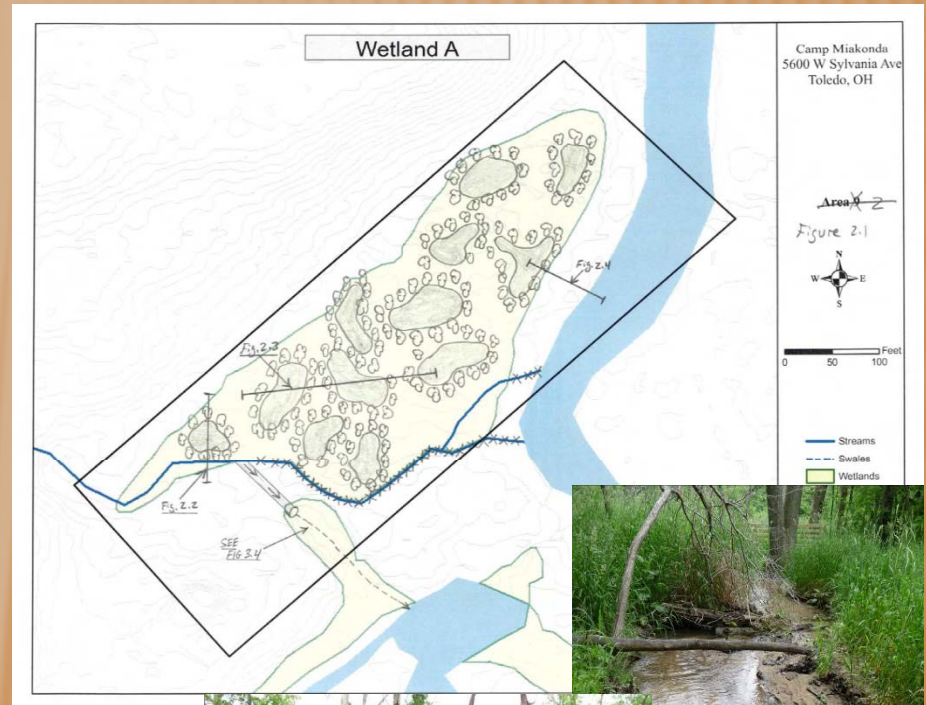 Wetland A
Camp Miakonda
5600 W Sylvania Ave
Toledo, OH
Area 2
Figure 2.1
N
W E
S
Feet
0 50 100
Streams
Swales
Wetlands
Fig. 2.4
Fig. 2.3
Fig. 2.2
SEE
FIG 3.4